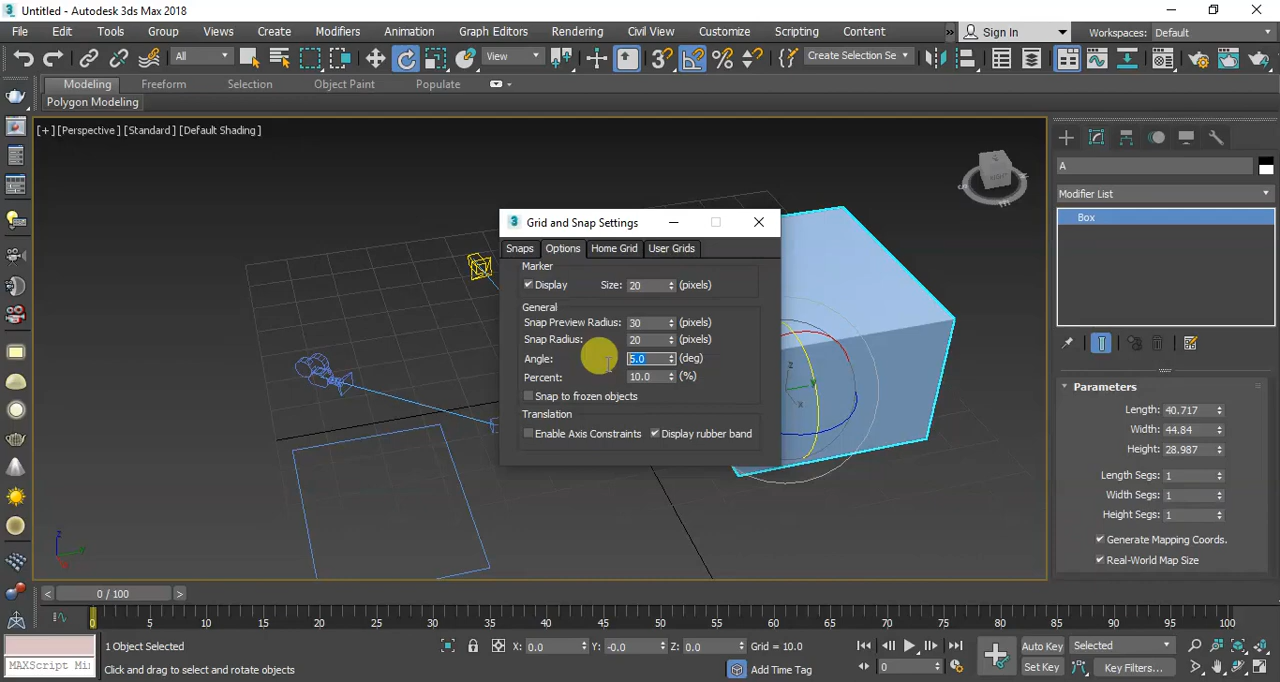 Untitled - Autodesk 3ds Max 2018
File Edit Tools Group Views Create Modifiers Animation Graph Editors Rendering Civil View Customize Scripting Content » Sign In Workspaces: Default
All View 3 Create Selection Se
Modeling Freeform Selection Object Paint Populate
Polygon Modeling
[+] [Perspective ] [Standard ] [Default Shading ]
RIGHT
A
Modifier List
Box
Grid and Snap Settings
Snaps Options Home Grid User Grids
Marker
Display Size: 20 (pixels)
General
Snap Preview Radius: 30 (pixels)
Snap Radius: 20 (pixels)
Angle: 5.0 (deg)
Percent: 10.0 (%)
Snap to frozen objects
Translation
Enable Axis Constraints Display rubber band
z
y
x
z
y
Parameters
Length: 40.717
Width: 44.84
Height: 28.987
Length Segs: 1
Width Segs: 1
Height Segs: 1
Generate Mapping Coords.
Real-World Map Size
< 0 / 100 >
0 5 10 15 20 25 30 35 40 45 50 55 60 65 70 75 80 85 90 95 100
1 Object Selected X: 0.0 Y: -0.0 Z: 0.0 Grid = 10.0 Auto Key Selected
MAXScript Mi: Click and drag to select and rotate objects Add Time Tag 0 Set Key Key Filters...